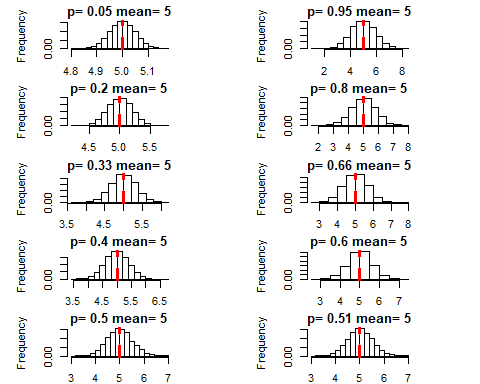 p= 0.05 mean= 5
Frequency
0.00
4.8 4.9 5.0 5.1
p= 0.95 mean= 5
Frequency
0.00
2 4 6 8
p= 0.2 mean= 5
Frequency
0.00
4.5 5.0 5.5
p= 0.8 mean= 5
Frequency
0.00
2 3 4 5 6 7 8
p= 0.33 mean= 5
Frequency
0.00
3.5 4.5 5.5
p= 0.66 mean= 5
Frequency
0.00
3 4 5 6 7 8
p= 0.4 mean= 5
Frequency
0.00
3.5 4.5 5.5 6.5
p= 0.6 mean= 5
Frequency
0.00
3 4 5 6 7
p= 0.5 mean= 5
Frequency
0.00
3 4 5 6 7
p= 0.51 mean= 5
Frequency
0.00
3 4 5 6 7